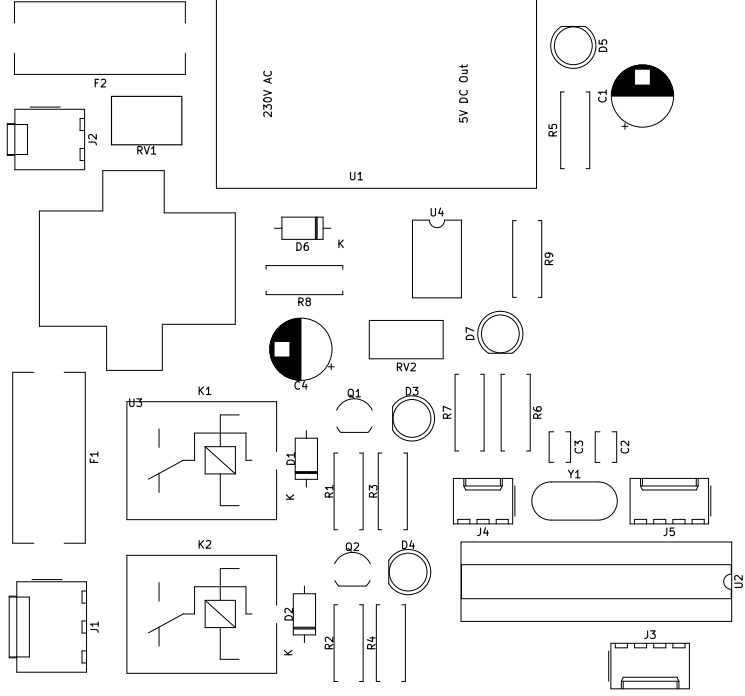 F2
230V AC
5V DC Out
D5
C1
+
R5
J2
RV1
U1
U4
D6
K
R9
R8
D7
+
RV2
C4
K1
U3
Q1
D3
R7
R6
C3
C2
F1
D1
K
R1
R3
Y1
J4
J5
K2
Q2
D4
U2
J1
D2
K
R2
R4
J3